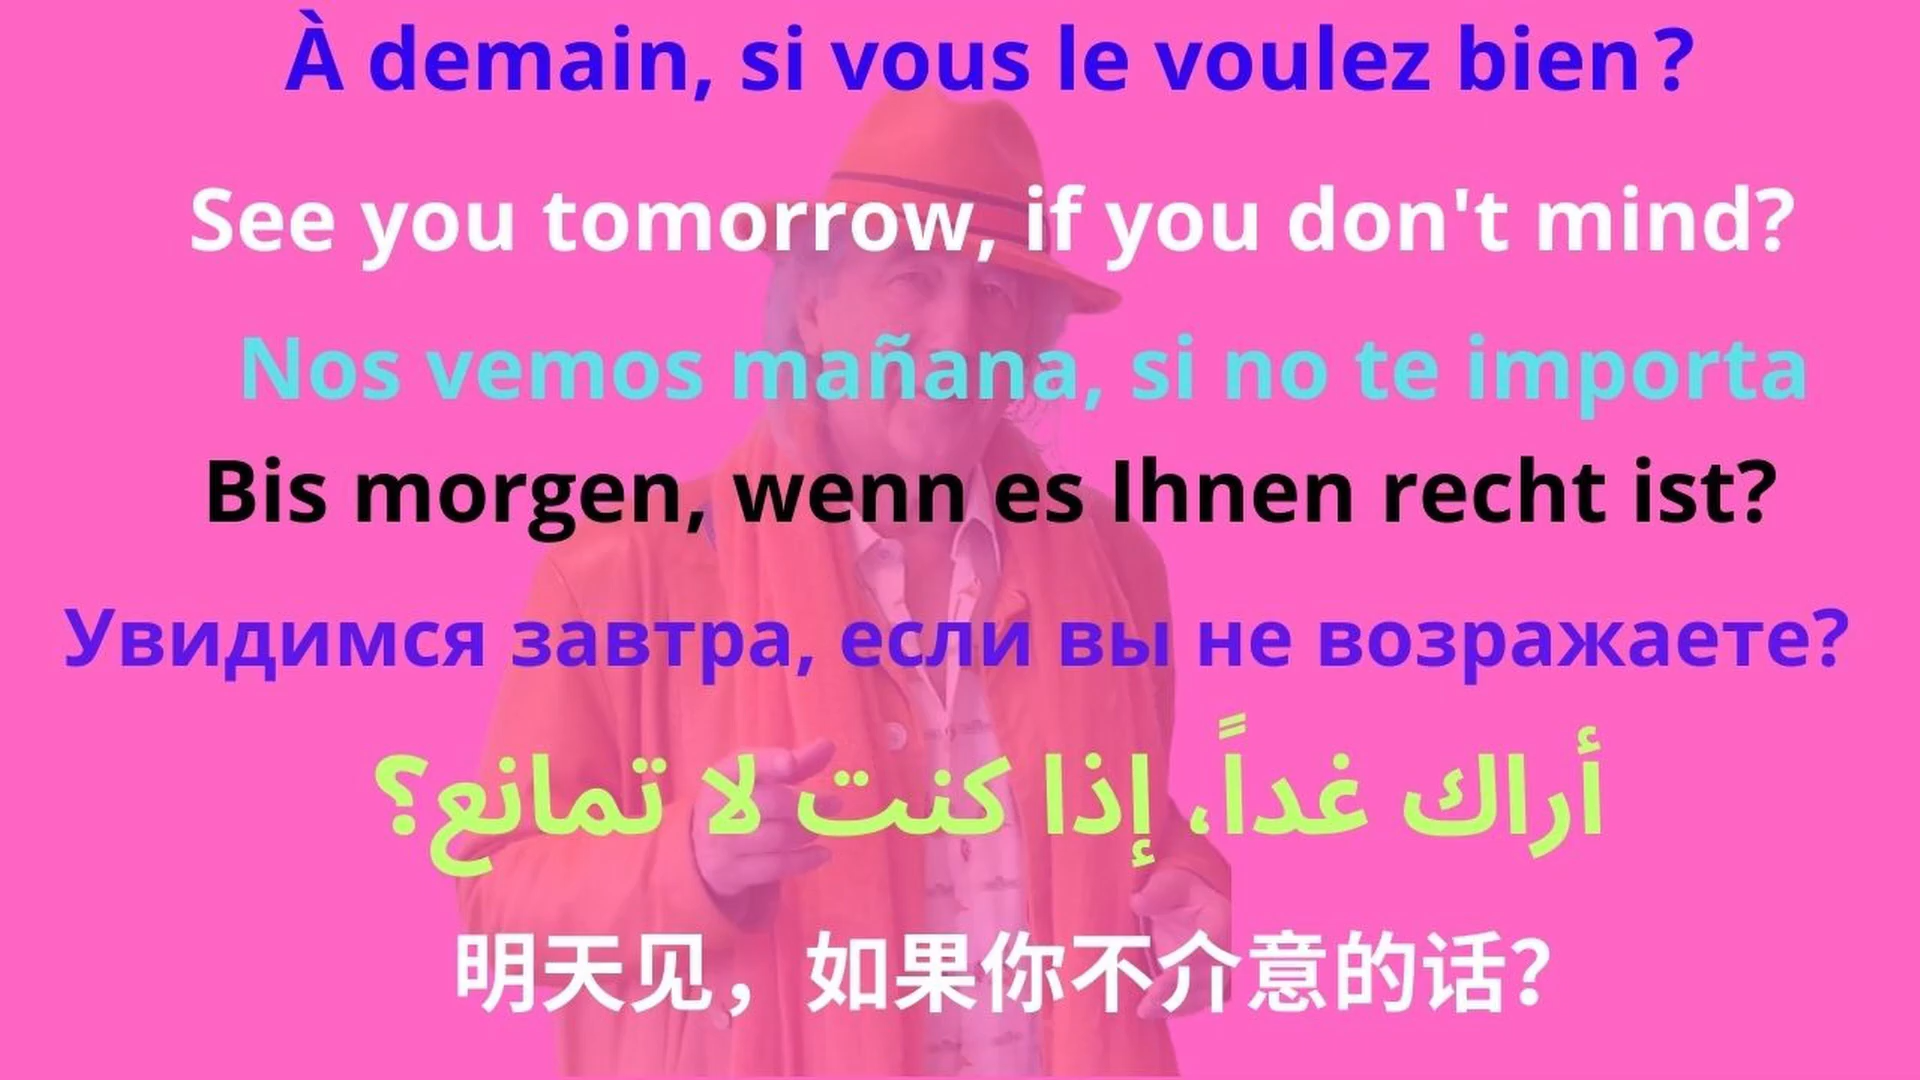 À demain, si vous le voulez bien ?
See you tomorrow, if you don't mind?
Nos vemos mañana, si no te importa
Bis morgen, wenn es Ihnen recht ist?
Увидимся завтра, если вы не возражаете?
أراك غداً، إذا كنت لا تمانع؟
明天见，如果你不介意的话？